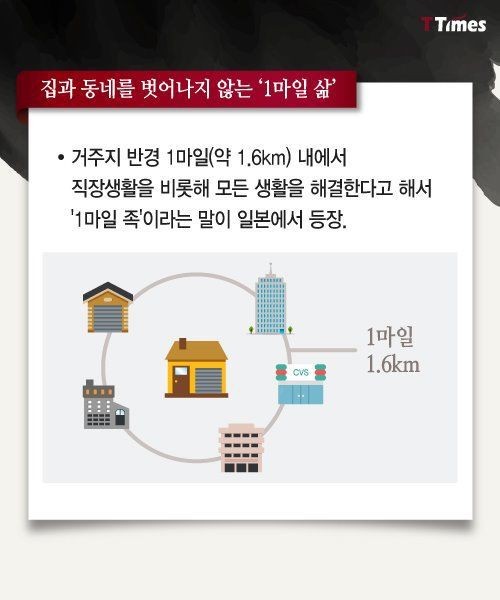 TTimes
집과 동네를 벗어나지 않는 '1마일 삶'
• 거주지 반경 1마일(약 1.6km) 내에서
직장생활을 비롯해 모든 생활을 해결한다고 해서
'1마일 족'이라는 말이 일본에서 등장.
1마일
1.6km
CVS